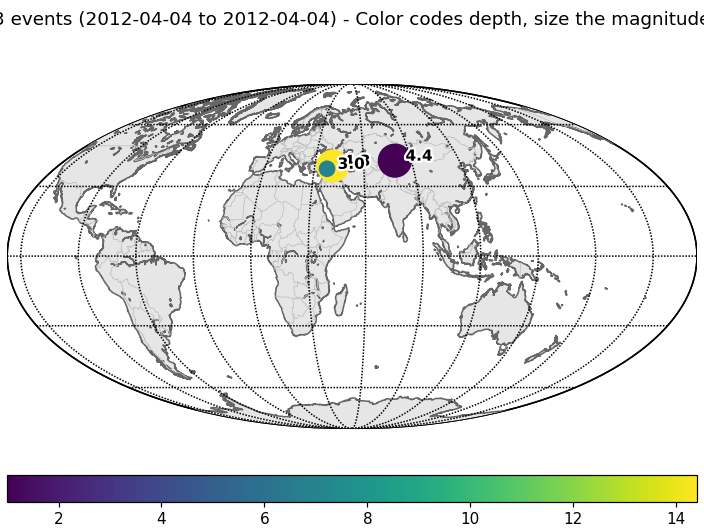 3 events (2012-04-04 to 2012-04-04) - Color codes depth, size the magnitude
3.0
4.4
2 4 6 8 10 12 14